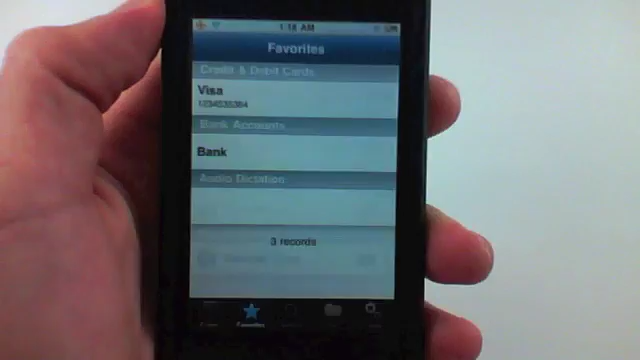 1:18 AM
Favorites
Credit & Debit Cards
Visa
1234535364
Bank Accounts
Bank
Audio Dictation
3 records
Favorites